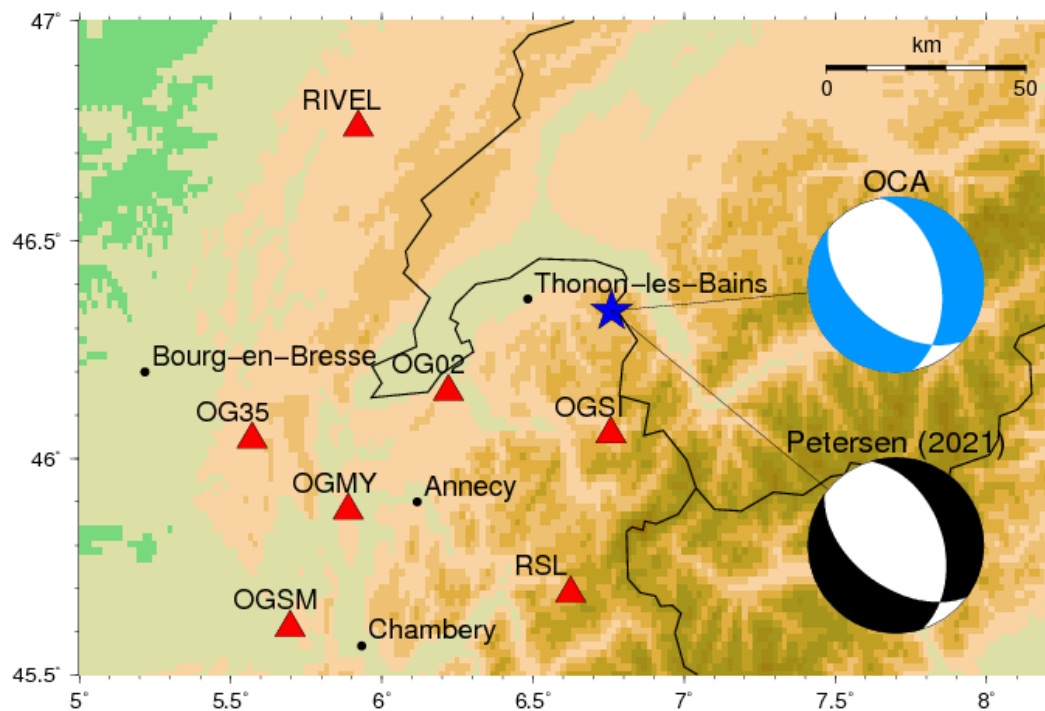 47°
km
0 50
RIVEL
OCA
46.5°
Thonon-les-Bains
Bourg-en-Bresse
OG02
OG35
OGSI
Petersen (2021)
46°
OGMY
Annecy
RSL
OGSM
Chambery
45.5°
5° 5.5° 6° 6.5° 7° 7.5° 8°